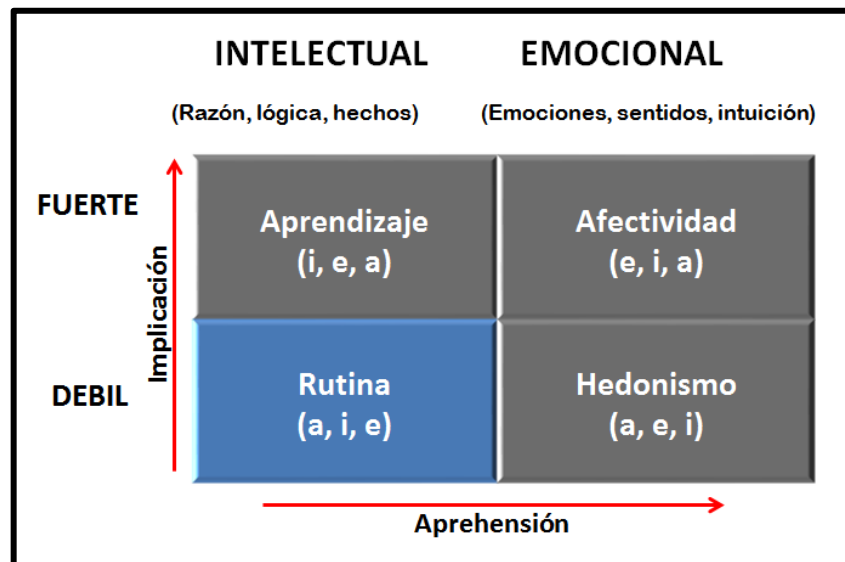 INTELECTUAL
EMOCIONAL
(Razón, lógica, hechos)
(Emociones, sentidos, intuición)
FUERTE
Aprendizaje
(i, e, a)
Afectividad
(e, i, a)
Implicación
DEBIL
Rutina
(a, i, e)
Hedonismo
(a, e, i)
Aprehensión